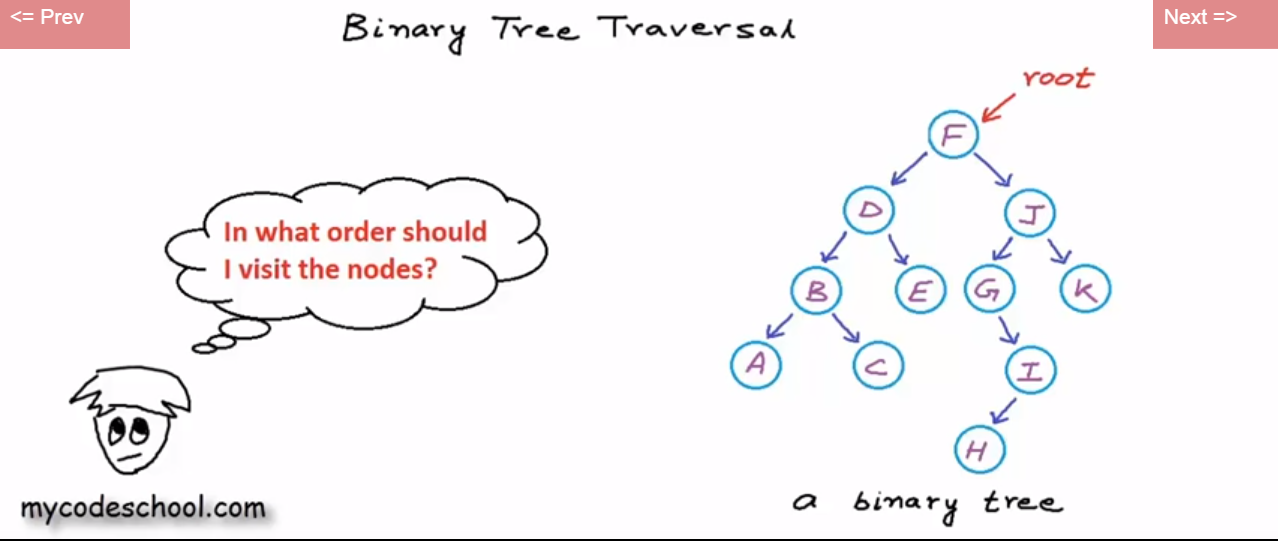 <= Prev
Binary Tree Traversal
Next =>
root
F
D
J
In what order should
I visit the nodes?
B
E
G
K
A
C
I
H
mycodeschool.com
a binary tree